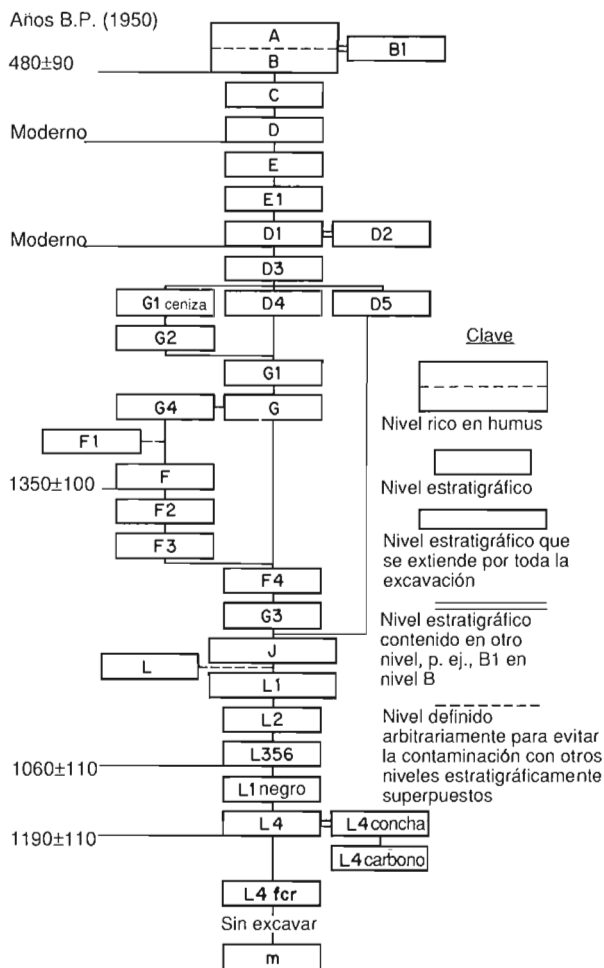 Años B.P. (1950)
A
B
B1
480±90
C
Moderno
D
E
E1
Moderno
D1
D2
D3
G1 ceniza
D4
D5
G2
G1
G4
G
F1
1350±100
F
F2
F3
F4
G3
J
L
L1
L2
L356
1060±110
L1 negro
L4
L4 concha
1190±110
L4 carbono
L4 fcr
Sin excavar
m
Clave
Nivel rico en humus
Nivel estratigráfico
Nivel estratigráfico que
se extiende por toda la
excavación
Nivel estratigráfico
contenido en otro
nivel, p. ej., B1 en
nivel B
Nivel definido
arbitrariamente para evitar
la contaminación con otros
niveles estratigráficamente
superpuestos